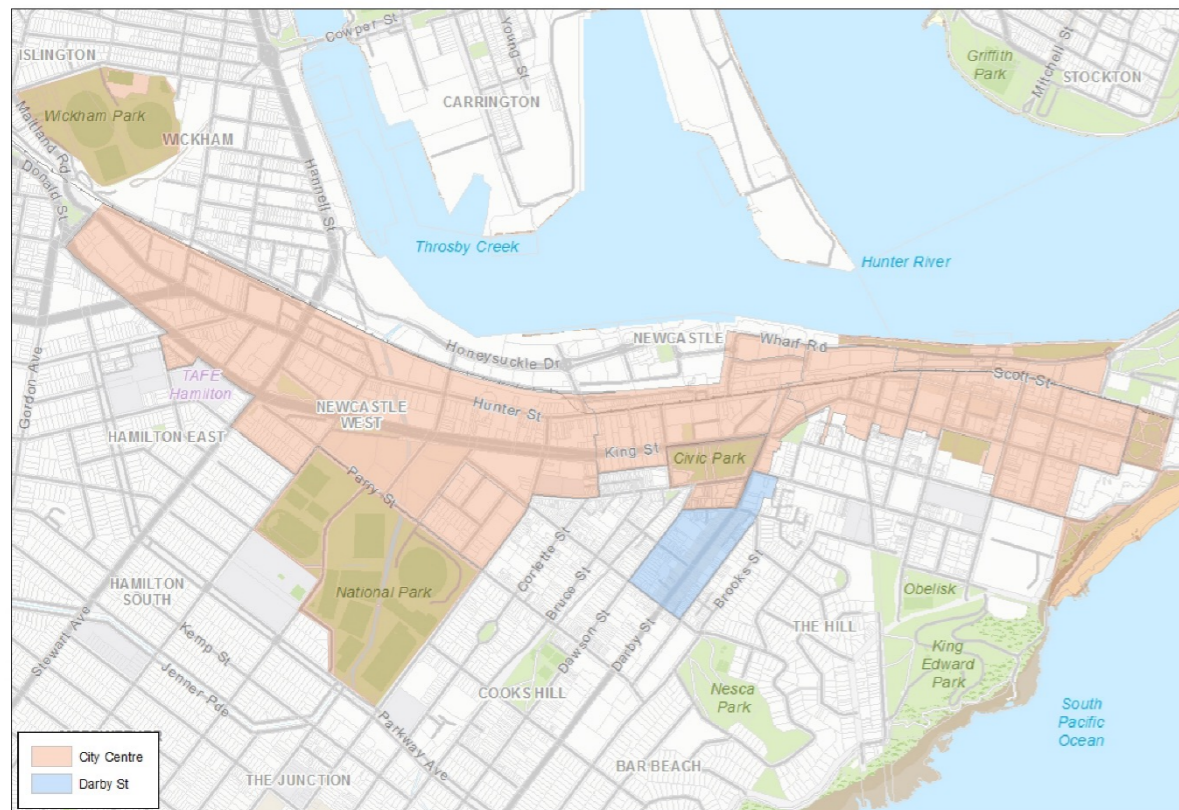 Cowper St
Young St
Mitchell St
ISLINGTON
Griffith
Park
STOCKTON
CARRINGTON
Wickham Park
Maitland Rd
WICKHAM
Donald St
Hannell St
Throsby Creek
Hunter River
Honeysuckle Dr
NEWCASTLE
Wharf Rd
Scott St
Gordon Ave
TAFE
Hamilton
NEWCASTLE
WEST
Hunter St
King St
Civic Park
HAMILTON EAST
Parry St
Corlette St
Bruce St
Dawson St
Darby St
Brooks St
HAMILTON
SOUTH
National Park
Obelisk
THE HILL
Stewart Ave
Kemp St
Jenner Pde
King
Edward
Park
COOKS HILL
Nesca
Park
South
Pacific
Ocean
Parkway Ave
BAR BEACH
THE JUNCTION
City Centre
Darby St